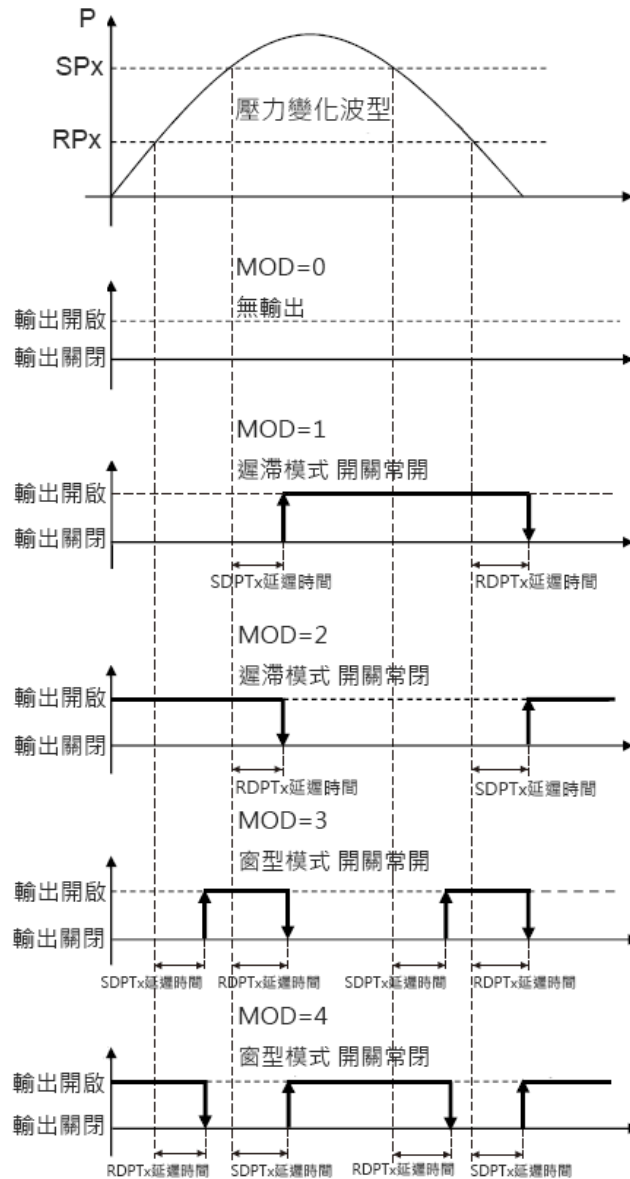 P
SPx
壓力變化波型
RPx
MOD=0
無輸出
輸出開啟
輸出關閉
MOD=1
遲滯模式 開關常開
輸出開啟
輸出關閉
SDPTx延遲時間
RDPTx延遲時間
MOD=2
遲滯模式 開關常閉
輸出開啟
輸出關閉
RDPTx延遲時間
SDPTx延遲時間
MOD=3
窗型模式 開關常開
輸出開啟
輸出關閉
SDPTx延遲時間
RDPTx延遲時間
SDPTx延遲時間
RDPTx延遲時間
MOD=4
窗型模式 開關常閉
輸出開啟
輸出關閉
RDPTx延遲時間
SDPTx延遲時間
RDPTx延遲時間
SDPTx延遲時間